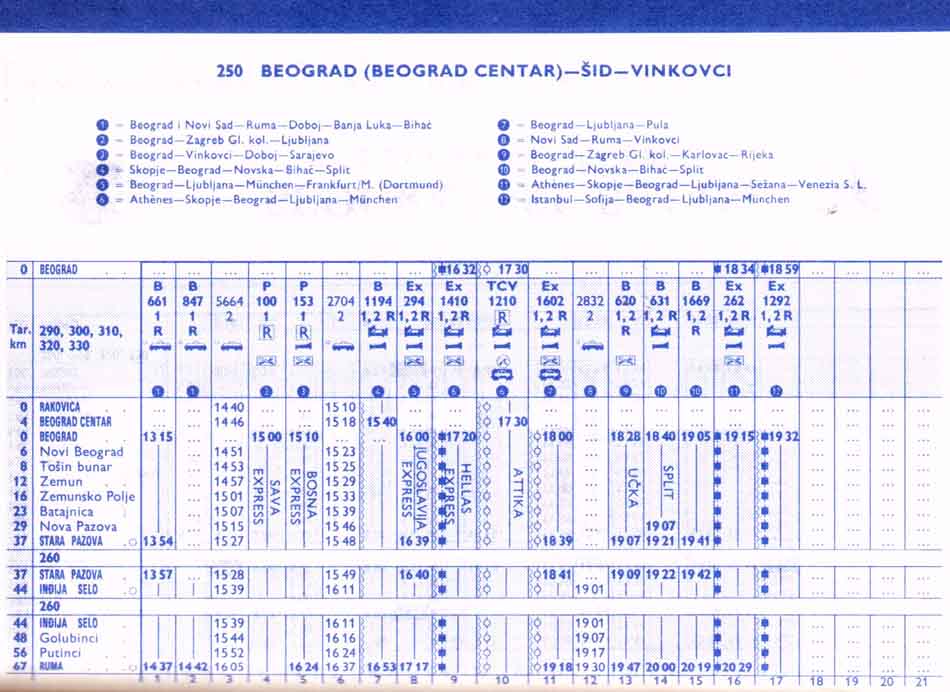 250 BEOGRAD (BEOGRAD CENTAR)—ŠID—VINKOVCI
1 = Beograd i Novi Sad—Ruma—Doboj—Banja Luka—Bihać
2 = Beograd—Zagreb Gl. kol.—Ljubljana
3 = Beograd—Vinkovci—Doboj—Sarajevo
4 = Skopje—Beograd—Novska—Bihać—Split
5 = Beograd—Ljubljana—München—Frankfurt/M. (Dortmund)
6 = Athènes—Skopje—Beograd—Ljubljana—München
7 = Beograd—Ljubljana—Pula
8 = Novi Sad—Ruma—Vinkovci
9 = Beograd—Zagreb Gl. kol.—Karlovac—Rijeka
10 = Beograd—Novska—Bihać—Split
11 = Athènes—Skopje—Beograd—Ljubljana—Sežana—Venezia S. L.
12 = Istanbul—Sofija—Beograd—Ljubljana—München
0 BEOGRAD . . ... ... ... ... ... ... ... ... 16 32 17 30 ... ... ... ... ... 18 34 18 59 ... ... ... ...
B B P P B Ex Ex TCV Ex B B B Ex Ex
661 847 5664 100 153 2704 1194 294 1410 1210 1602 2832 620 631 1669 262 1292
1 1 2 1 1 2 1,2 R 1,2 R 1,2 R R 1,2 R 2 1,2 1,2 R 1,2 1,2 R 1,2 R
Tar. 290, 300, 310, R R R R R R
km 320, 330
0 RAKOVICA . . ... ... 14 40 ... ... 15 10
4 BEOGRAD CENTAR ... ... 14 46 ... ... 15 18 15 40 ... ... 17 30
0 BEOGRAD . . 13 15 ... ... 15 00 15 10 ... ... 16 00 17 20 18 00 ... 18 28 18 40 19 05 19 15 19 32
6 Novi Beograd 14 51 15 23
8 Tošin bunar 14 53 15 25
12 Zemun 14 57 15 29
16 Zemunsko Polje 15 01 15 33
23 Batajnica 15 07 15 39
29 Nova Pazova 15 15 15 46 19 07
37 STARA PAZOVA . 13 54 ... 15 27 15 48 16 39 18 39 ... 19 07 19 21 19 41
SAVA EXPRESS
BOSNA EXPRESS
JUGOSLAVIJA EXPRESS
HELLAS EXPRESS
ATTIKA
UČKA
SPLIT
260
37 STARA PAZOVA . 13 57 ... 15 28 15 49 16 40 18 41 ... 19 09 19 22 19 42
44 INĐIJA SELO . 15 39 16 11 19 01
260
44 INĐIJA SELO . 15 39 16 11 19 01
48 Golubinci 15 44 16 16 19 07
56 Putinci 15 52 16 24 19 17
67 RUMA . . 14 37 14 42 16 05 16 24 16 37 16 53 17 17 19 18 19 30 19 47 20 00 20 19 20 29
1 2 3 4 5 6 7 8 9 10 11 12 13 14 15 16 17 18 19 20 21